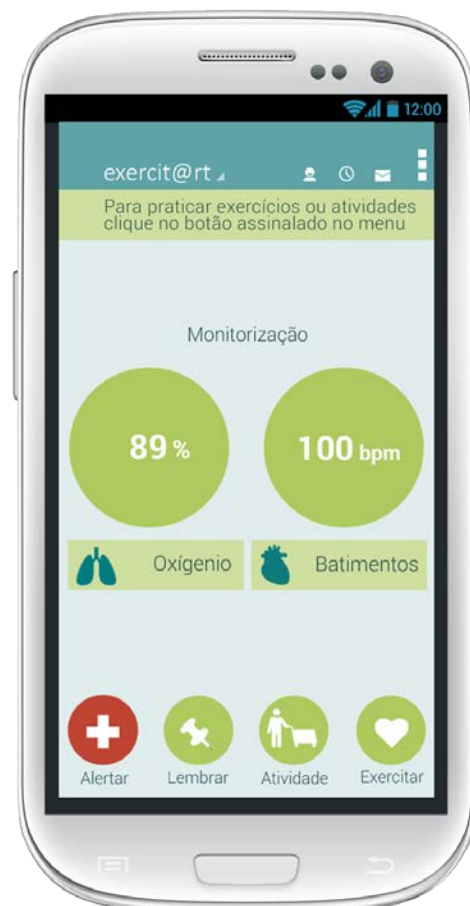 12:00
exercit@rt
Para praticar exercícios ou atividades
clique no botão assinalado no menu
Monitorização
89 %
100 bpm
Oxígenio
Batimentos
Alertar
Lembrar
Atividade
Exercitar